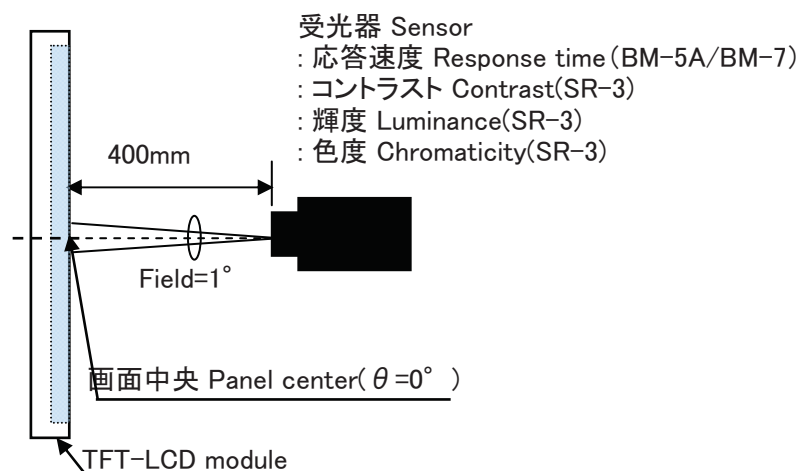 受光器 Sensor
: 応答速度 Response time(BM-5A/BM-7)
: コントラスト Contrast(SR-3)
: 輝度 Luminance(SR-3)
: 色度 Chromaticity(SR-3)
400mm
Field=1°
画面中央 Panel center(θ=0° )
TFT-LCD module